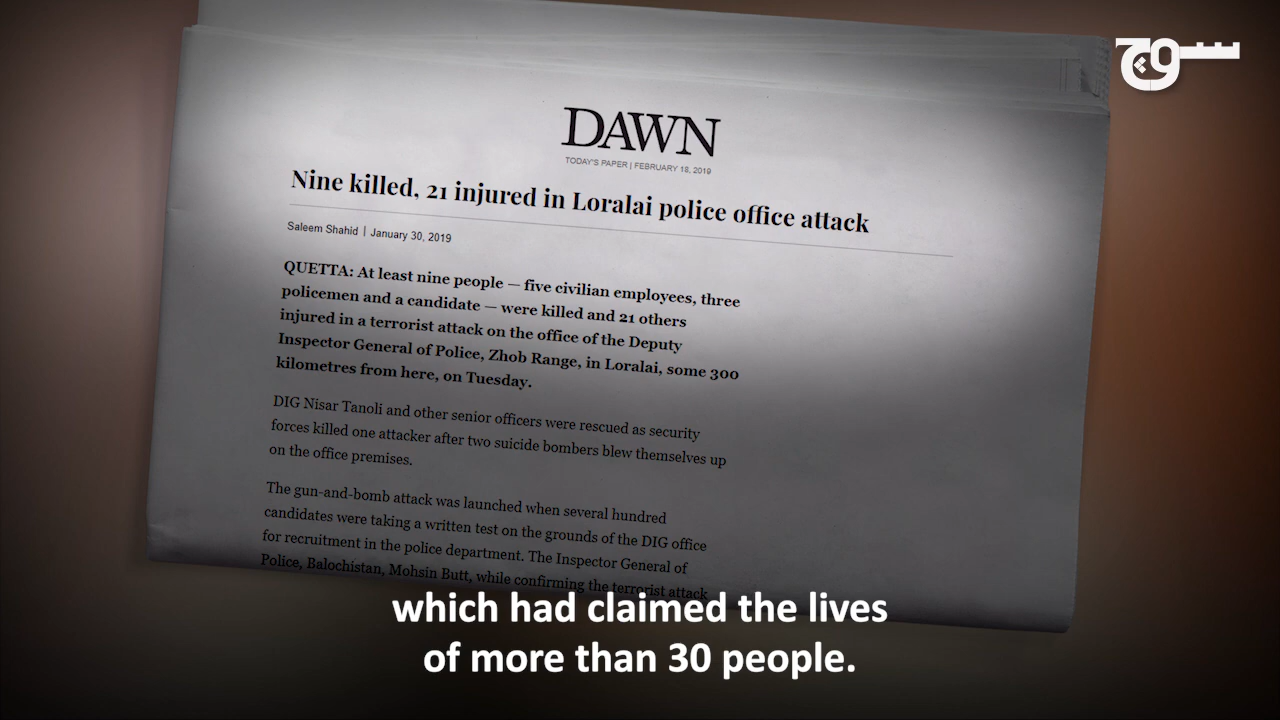 سوچ
DAWN
TODAY'S PAPER | FEBRUARY 18, 2019
Nine killed, 21 injured in Loralai police office attack
Saleem Shahid | January 30, 2019
QUETTA: At least nine people — five civilian employees, three
policemen and a candidate — were killed and 21 others
injured in a terrorist attack on the office of the Deputy
Inspector General of Police, Zhob Range, in Loralai, some 300
kilometres from here, on Tuesday.
DIG Nisar Tanoli and other senior officers were rescued as security
forces killed one attacker after two suicide bombers blew themselves up
on the office premises.
The gun-and-bomb attack was launched when several hundred
candidates were taking a written test on the grounds of the DIG office
for recruitment in the police department. The Inspector General of
Police, Balochistan, Mohsin Butt, while confirming the terrorist attack
which had claimed the lives
of more than 30 people.